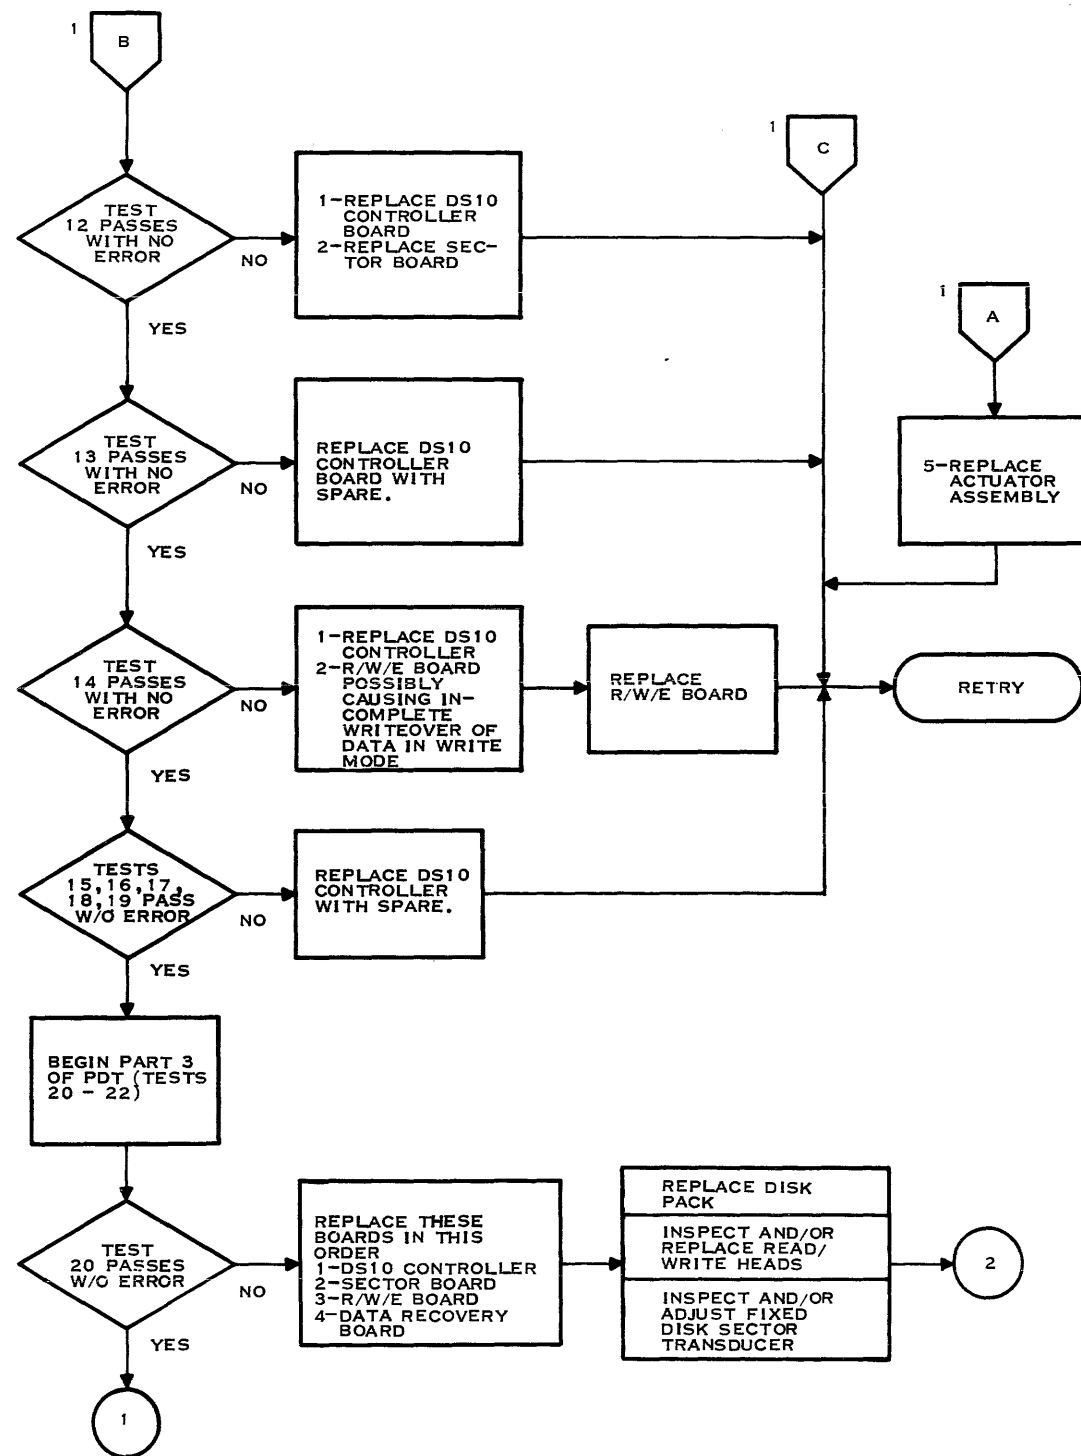 1
B
1
C
TEST
12 PASSES
WITH NO
ERROR
NO
YES
1-REPLACE DS10
CONTROLLER
BOARD
2-REPLACE SEC-
TOR BOARD
1
A
TEST
13 PASSES
WITH NO
ERROR
NO
YES
REPLACE DS10
CONTROLLER
BOARD WITH
SPARE.
5-REPLACE
ACTUATOR
ASSEMBLY
TEST
14 PASSES
WITH NO
ERROR
NO
YES
1-REPLACE DS10
CONTROLLER
2-R/W/E BOARD
POSSIBLY
CAUSING IN-
COMPLETE
WRITEOVER OF
DATA IN WRITE
MODE
REPLACE
R/W/E BOARD
RETRY
TESTS
15,16,17,
18,19 PASS
W/O ERROR
NO
YES
REPLACE DS10
CONTROLLER
WITH SPARE.
BEGIN PART 3
OF PDT (TESTS
20 - 22)
TEST
20 PASSES
W/O ERROR
NO
YES
REPLACE THESE
BOARDS IN THIS
ORDER
1-DS10 CONTROLLER
2-SECTOR BOARD
3-R/W/E BOARD
4-DATA RECOVERY
BOARD
REPLACE DISK
PACK
INSPECT AND/OR
REPLACE READ/
WRITE HEADS
INSPECT AND/OR
ADJUST FIXED
DISK SECTOR
TRANSDUCER
2
1